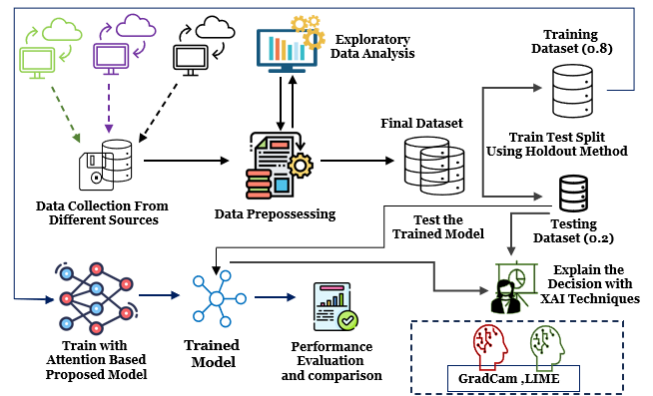 Exploratory
Data Analysis
Training
Dataset (0.8)
Final Dataset
Train Test Split
Using Holdout Method
Data Collection From
Different Sources
Data Prepossessing
Test the
Trained Model
Testing
Dataset (0.2)
Explain the
Decision with
XAI Techniques
Train with
Attention Based
Proposed Model
Trained
Model
Performance
Evaluation
and comparison
GradCam ,LIME